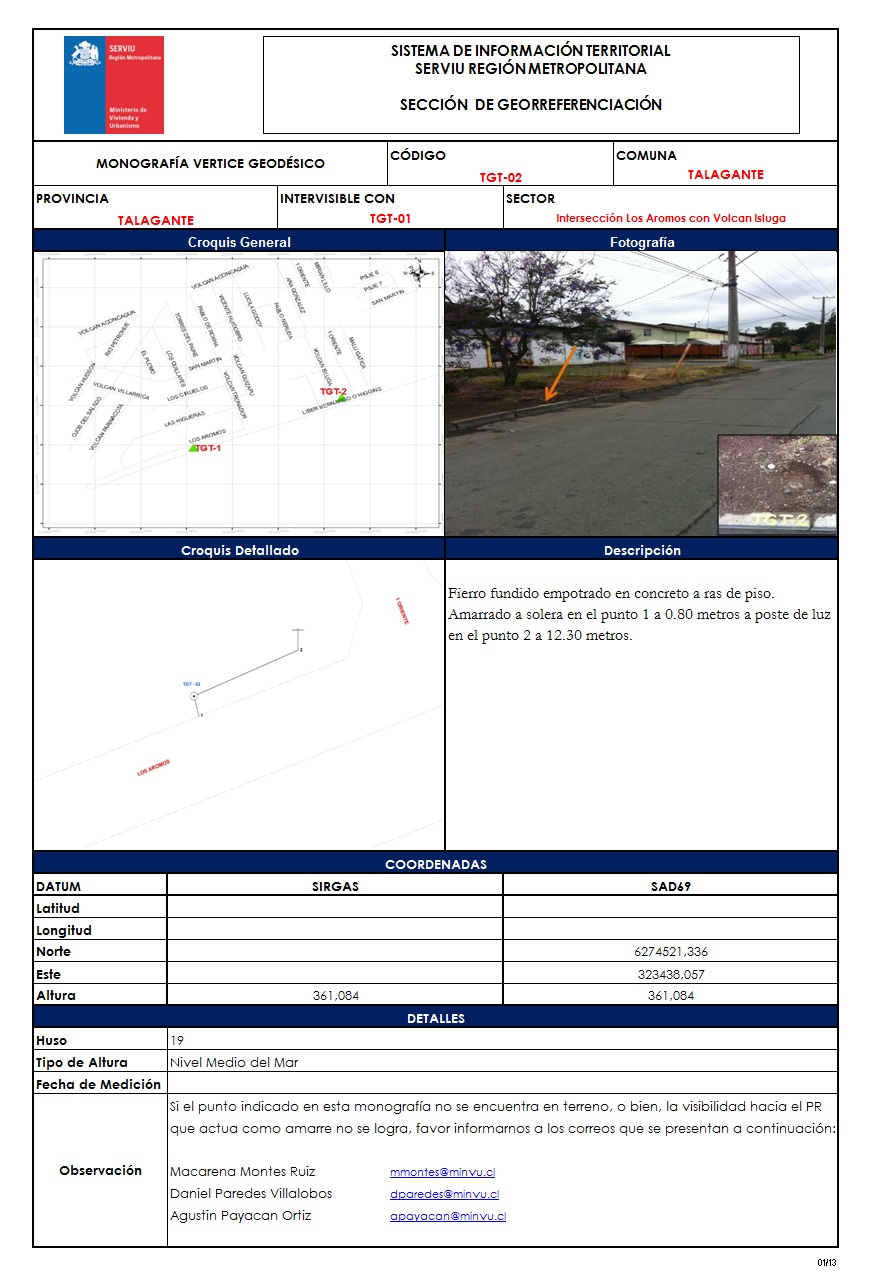 SERVIU
Región Metropolitana
Ministerio de
Vivienda y
Urbanismo
SISTEMA DE INFORMACIÓN TERRITORIAL
SERVIU REGIÓN METROPOLITANA
SECCIÓN DE GEORREFERENCIACIÓN
MONOGRAFÍA VERTICE GEODÉSICO
CÓDIGO
TGT-02
COMUNA
TALAGANTE
PROVINCIA
TALAGANTE
INTERVISIBLE CON
TGT-01
SECTOR
Intersección Los Aromos con Volcan Isluga
Croquis General
Fotografía
VOLCAN ACONCAGUA
1 ORIENTE
MIRIAN LILLO
PSJE 6
PSJE 7
SAN MARTIN
ANA GONZALEZ
LUCILA GODOY
VICENTE HUIDOBRO
PABLO DE ROKHA
PABLO NERUDA
VOLCAN ACONCAGUA
RIO PETROHUE
TORRES DEL PAINE
EL PLOMO
LOS QUILLAYES
SAN MARTIN
1 ORIENTE
MALU GATICA
VOLCAN ISLUGA
VOLCAN HUDSON
VOLCAN VILLARRICA
LOS CIRUELOS
VOLCAN QUIZAPU
VOLCAN TRONADOR
TGT-2
LIBER BERNARDO O'HIGGINS
OJOS DEL SALADO
VOLCAN PARINACOTA
LAS HIGUERAS
LOS AROMOS
TGT-1
TGT-2
Croquis Detallado
Descripción
1 ORIENTE
2
TGT - 02
1
LOS AROMOS
Fierro fundido empotrado en concreto a ras de piso.
Amarrado a solera en el punto 1 a 0.80 metros a poste de luz
en el punto 2 a 12.30 metros.
COORDENADAS
DATUM SIRGAS SAD69
Latitud
Longitud
Norte 6274521,336
Este 323438,057
Altura 361,084 361,084
DETALLES
Huso 19
Tipo de Altura Nivel Medio del Mar
Fecha de Medición
Observación
Si el punto indicado en esta monografía no se encuentra en terreno, o bien, la visibilidad hacia el PR
que actua como amarre no se logra, favor informarnos a los correos que se presentan a continuación:
Macarena Montes Ruiz mmontes@minvu.cl
Daniel Paredes Villalobos dparedes@minvu.cl
Agustin Payacan Ortiz apayacan@minvu.cl
01/13